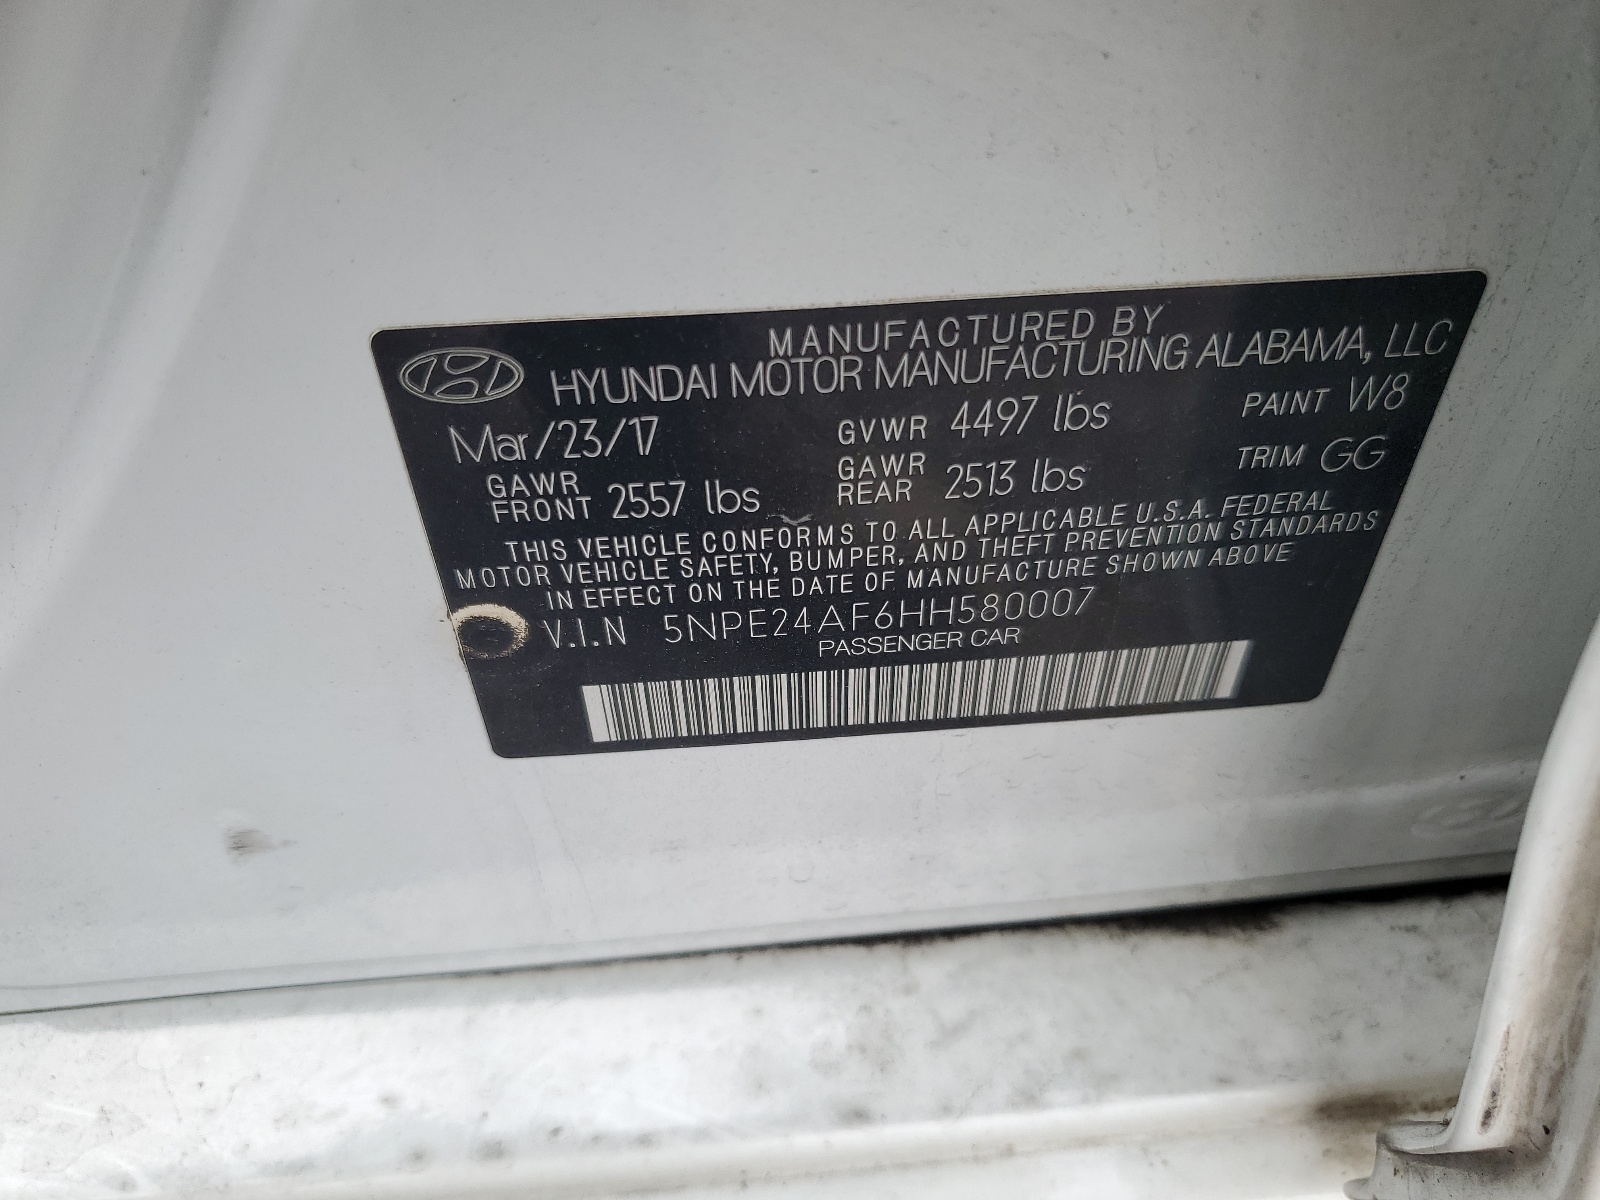 MANUFACTURED BY
HYUNDAI MOTOR MANUFACTURING ALABAMA, LLC
Mar/23/17 GVWR 4497 lbs PAINT W8
GAWR FRONT 2557 lbs GAWR REAR 2513 lbs TRIM GG
THIS VEHICLE CONFORMS TO ALL APPLICABLE U.S.A. FEDERAL
MOTOR VEHICLE SAFETY, BUMPER, AND THEFT PREVENTION STANDARDS
IN EFFECT ON THE DATE OF MANUFACTURE SHOWN ABOVE
V.I.N 5NPE24AF6HH580007
PASSENGER CAR